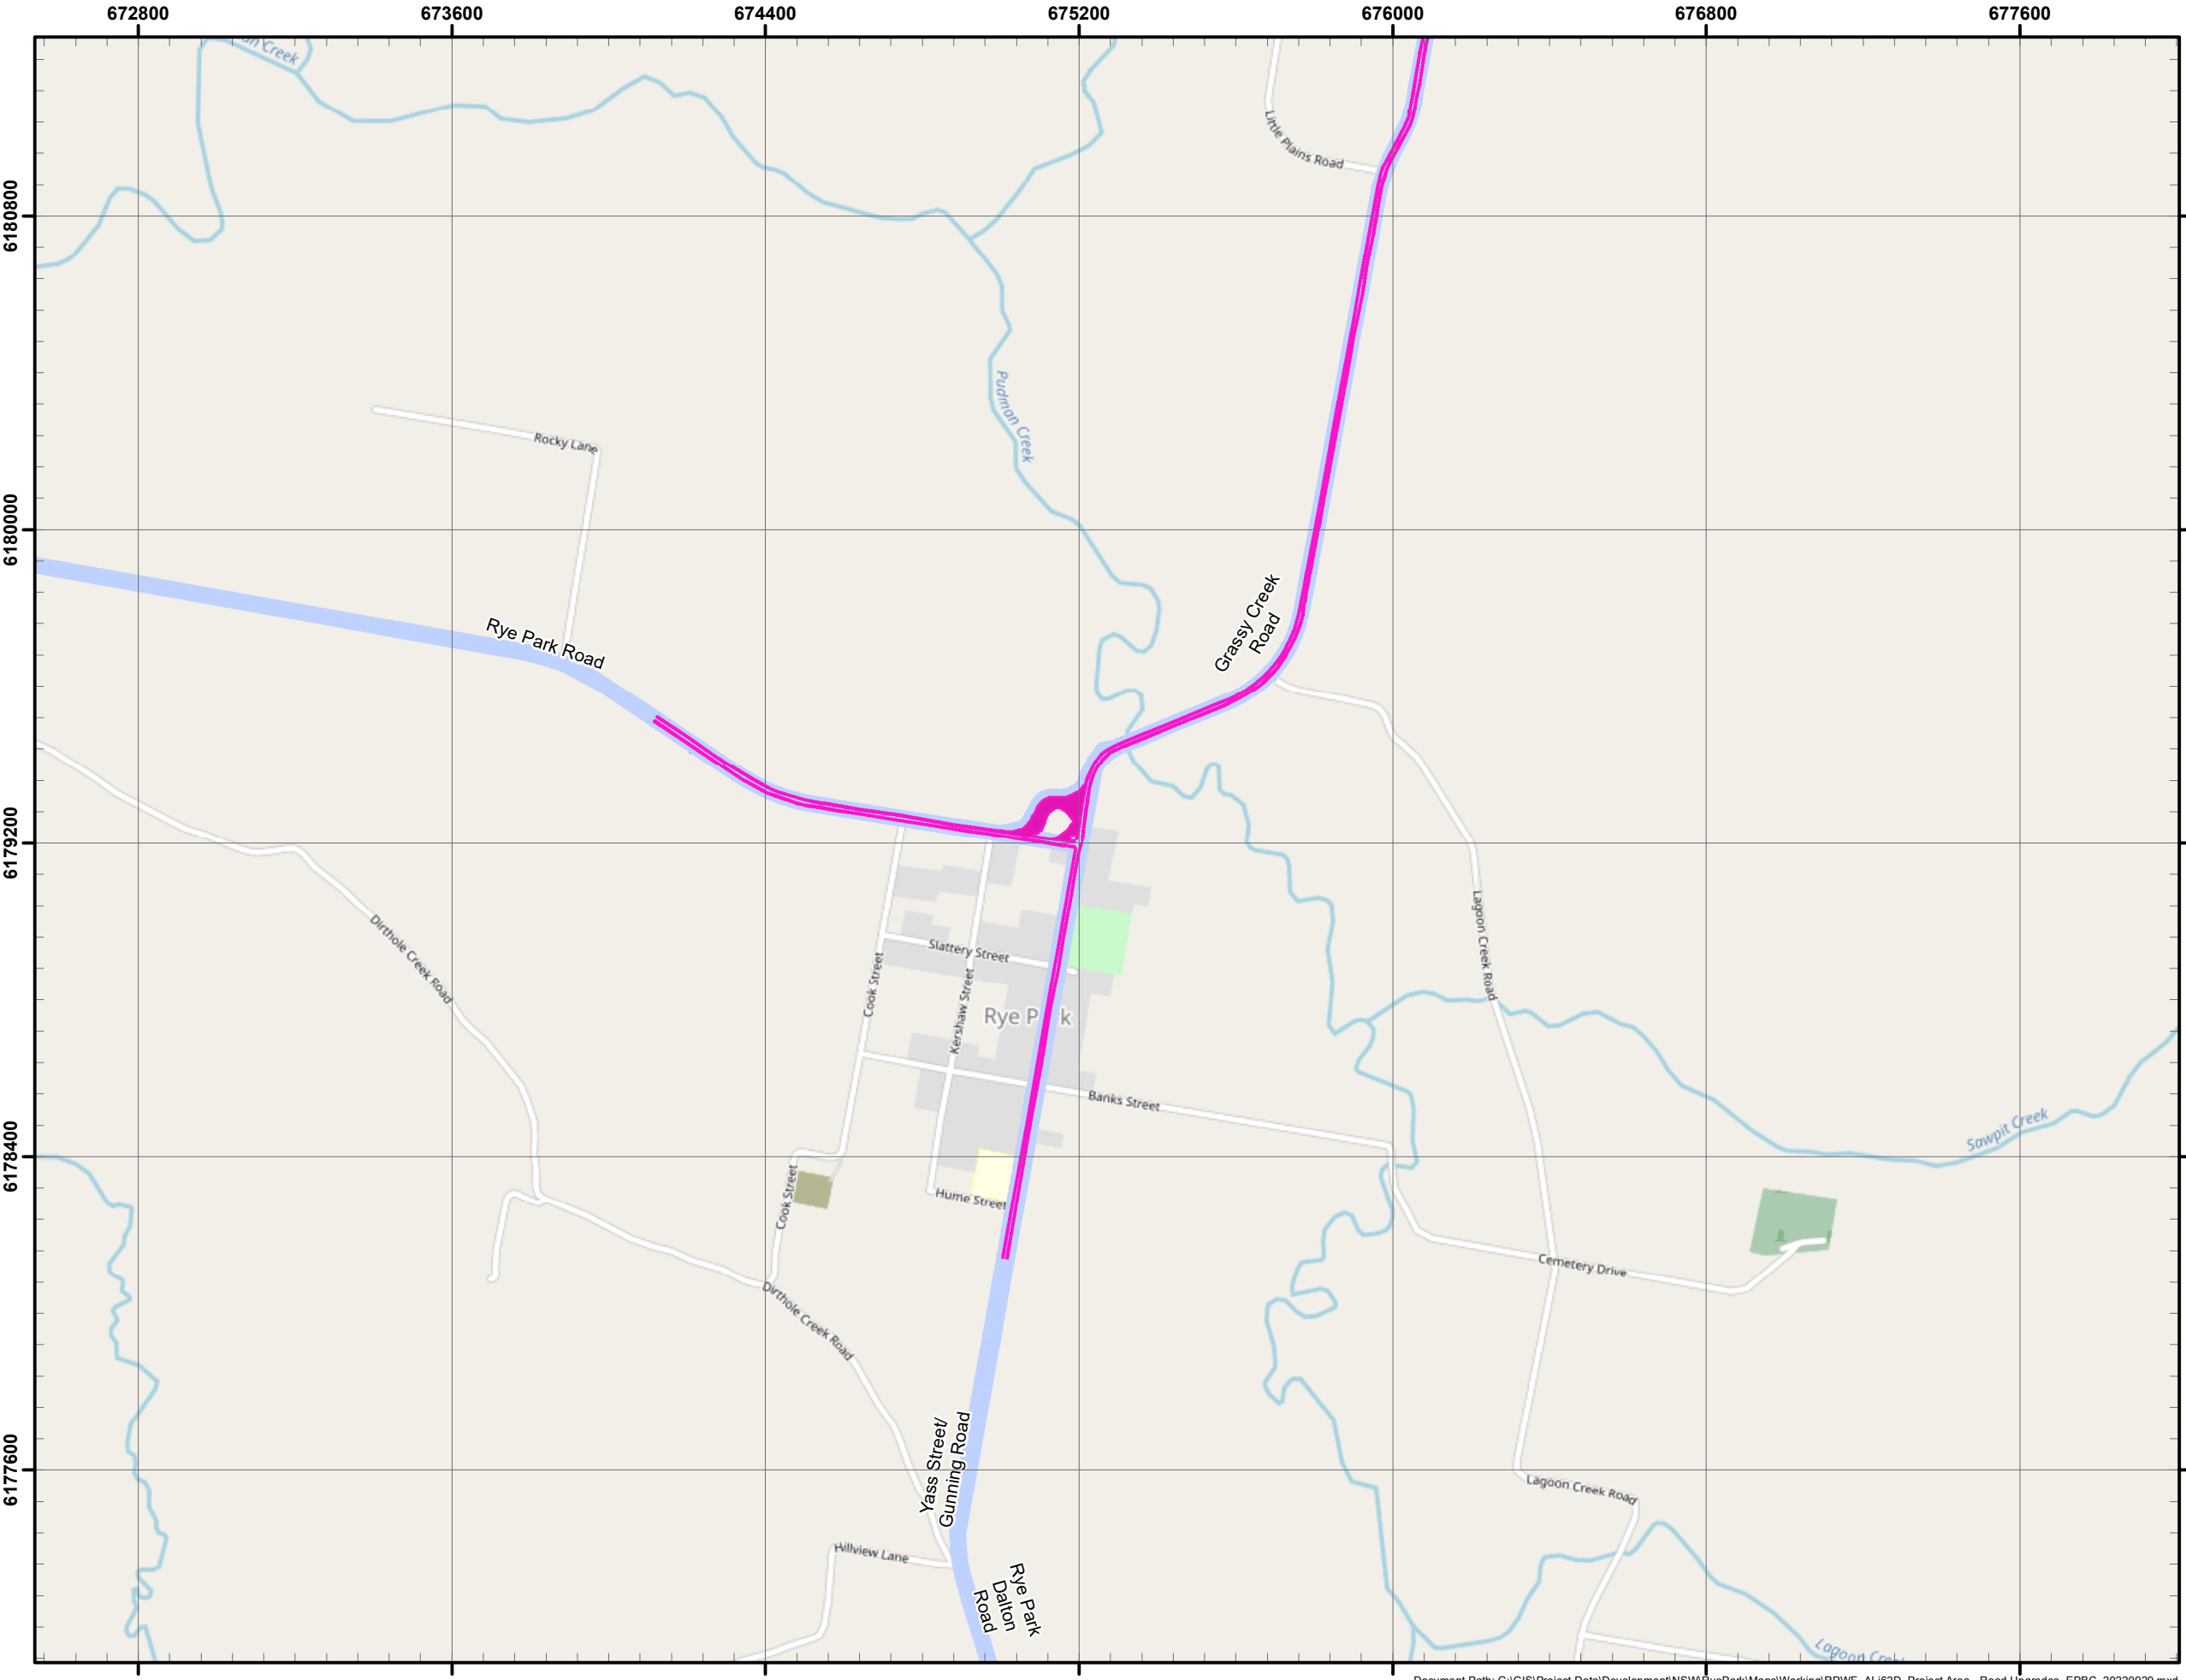 672800 673600 674400 675200 676000 676800 677600
Creek
Little Plains Road
6180800
Pudman Creek
Rocky Lane
6180000
Grassy Creek
Road
Rye Park Road
6179200
Dirthole Creek Road
Lagoon Creek Road
Slattery Street
Cook Street
Kershaw Street
Banks Street
Sawpit Creek
6178400
Cook Street
Hume Street
Cemetery Drive
Dirthole Creek Road
Yass Street/
Gunning Road
6177600
Lagoon Creek Road
Hillview Lane
Rye Park
Dalton
Road
Lagoon